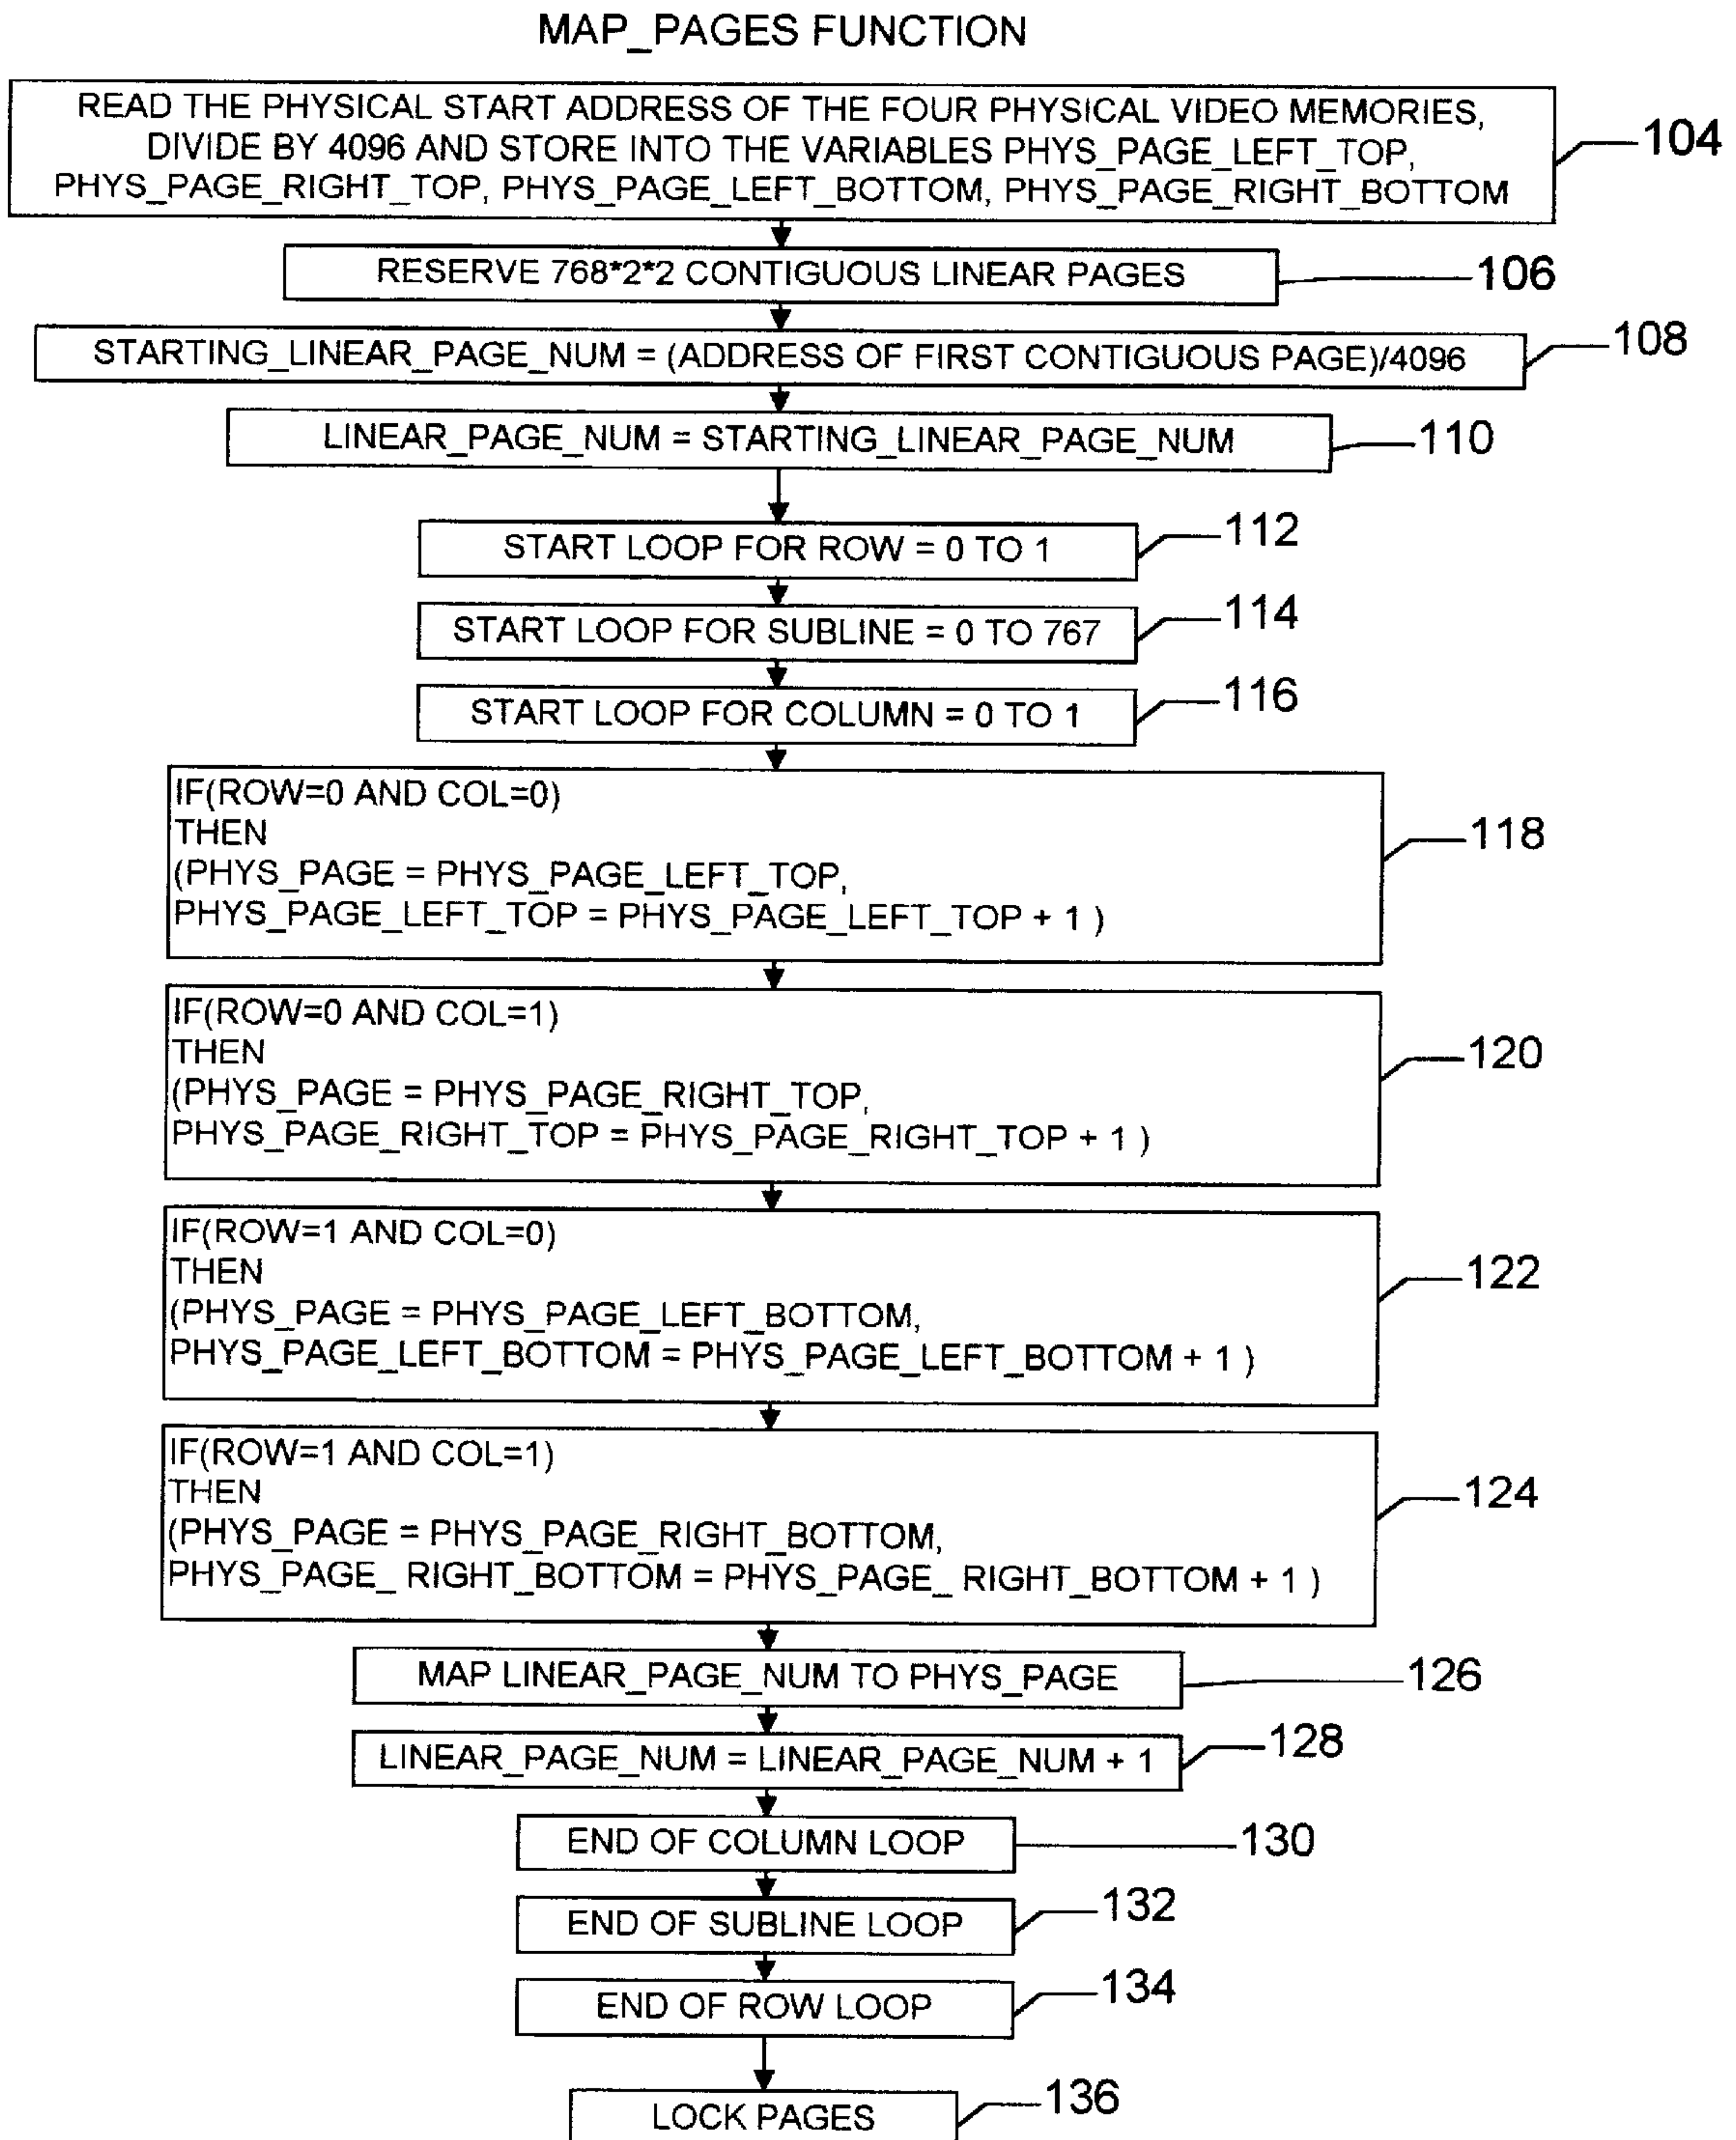 MAP_PAGES FUNCTION
READ THE PHYSICAL START ADDRESS OF THE FOUR PHYSICAL VIDEO MEMORIES,
DIVIDE BY 4096 AND STORE INTO THE VARIABLES PHYS_PAGE_LEFT_TOP,
PHYS_PAGE_RIGHT_TOP, PHYS_PAGE_LEFT_BOTTOM, PHYS_PAGE_RIGHT_BOTTOM
104
RESERVE 768*2*2 CONTIGUOUS LINEAR PAGES
106
STARTING_LINEAR_PAGE_NUM = (ADDRESS OF FIRST CONTIGUOUS PAGE)/4096
108
LINEAR_PAGE_NUM = STARTING_LINEAR_PAGE_NUM
110
START LOOP FOR ROW = 0 TO 1
112
START LOOP FOR SUBLINE = 0 TO 767
114
START LOOP FOR COLUMN = 0 TO 1
116
IF(ROW=0 AND COL=0)
THEN
(PHYS_PAGE = PHYS_PAGE_LEFT_TOP,
PHYS_PAGE_LEFT_TOP = PHYS_PAGE_LEFT_TOP + 1 )
118
IF(ROW=0 AND COL=1)
THEN
(PHYS_PAGE = PHYS_PAGE_RIGHT_TOP,
PHYS_PAGE_RIGHT_TOP = PHYS_PAGE_RIGHT_TOP + 1 )
120
IF(ROW=1 AND COL=0)
THEN
(PHYS_PAGE = PHYS_PAGE_LEFT_BOTTOM,
PHYS_PAGE_LEFT_BOTTOM = PHYS_PAGE_LEFT_BOTTOM + 1 )
122
IF(ROW=1 AND COL=1)
THEN
(PHYS_PAGE = PHYS_PAGE_RIGHT_BOTTOM,
PHYS_PAGE_ RIGHT_BOTTOM = PHYS_PAGE_ RIGHT_BOTTOM + 1 )
124
MAP LINEAR_PAGE_NUM TO PHYS_PAGE
126
LINEAR_PAGE_NUM = LINEAR_PAGE_NUM + 1
128
END OF COLUMN LOOP
130
END OF SUBLINE LOOP
132
END OF ROW LOOP
134
LOCK PAGES
136